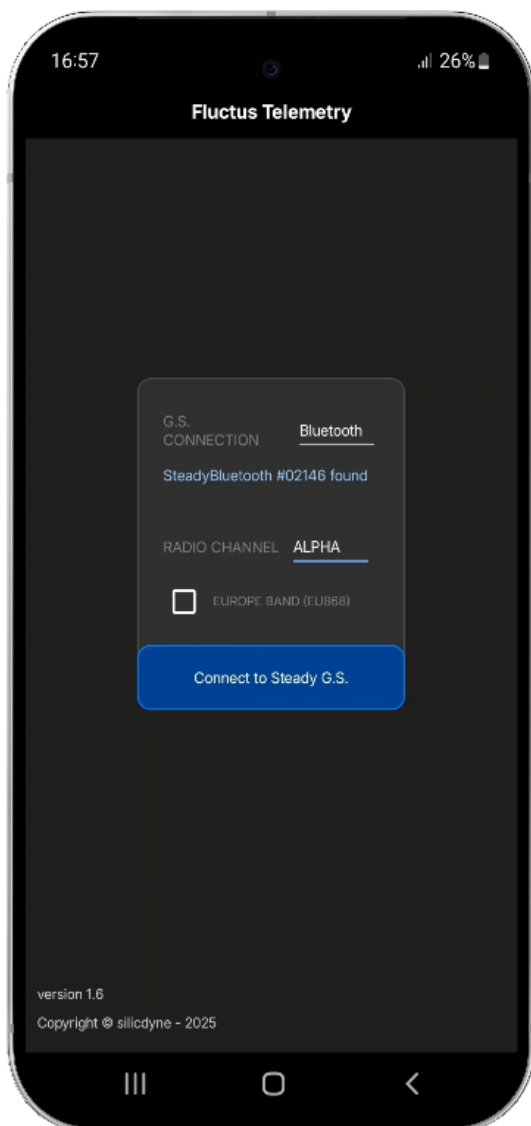 16:57
26%
Fluctus Telemetry
G.S.
CONNECTION
Bluetooth
SteadyBluetooth #02146 found
RADIO CHANNEL
ALPHA
EUROPE BAND (EU868)
Connect to Steady G.S.
version 1.6
Copyright © silicdyne - 2025